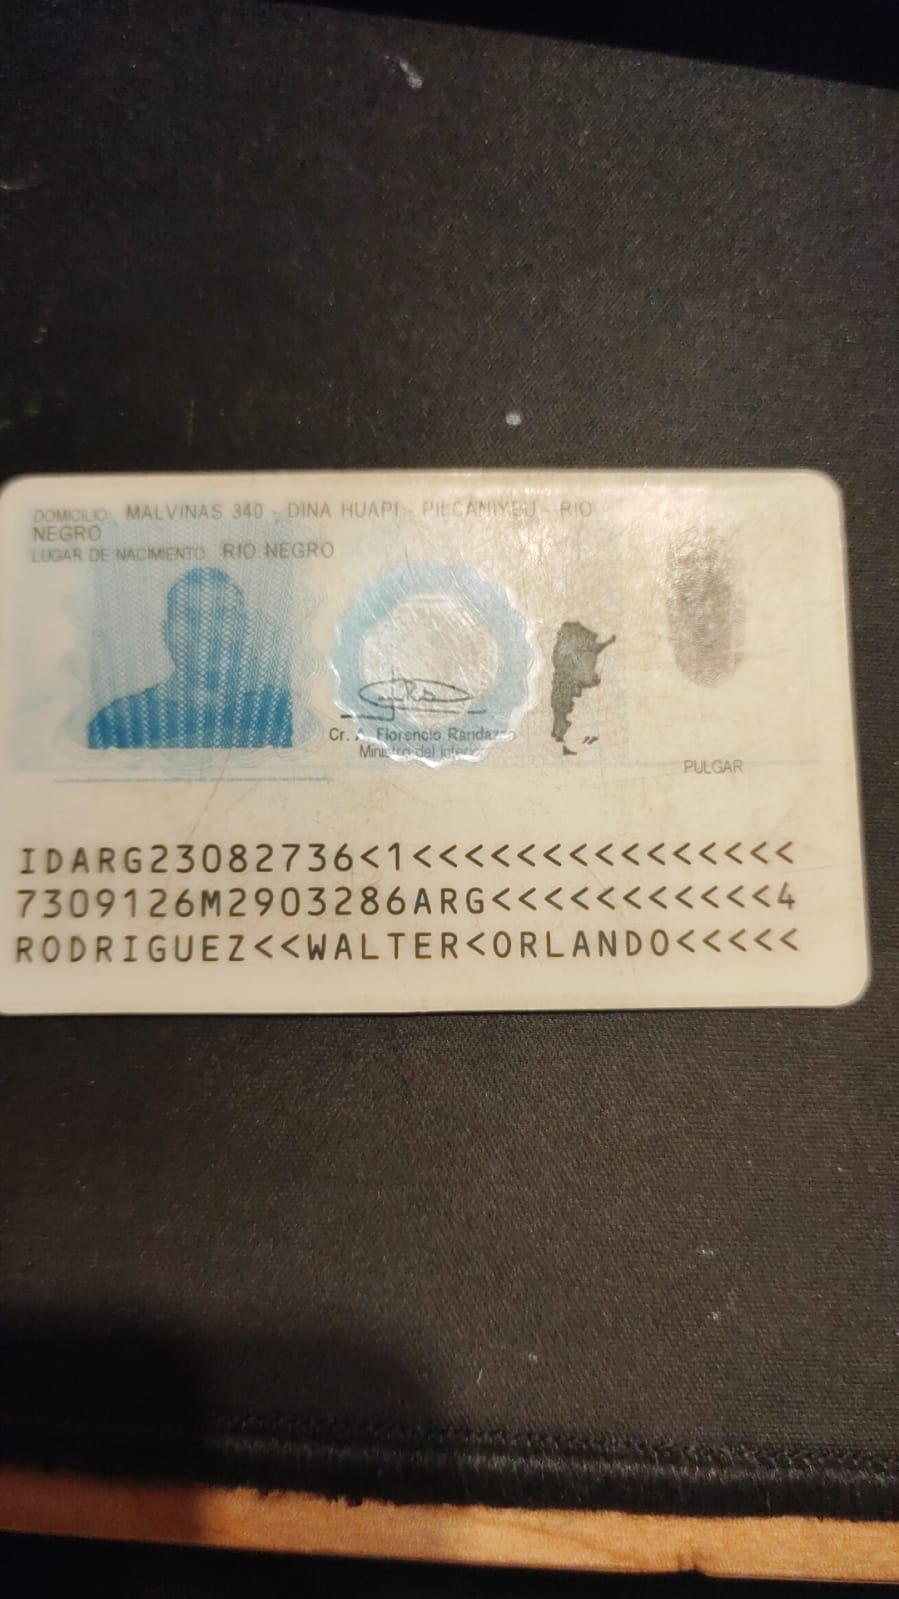 DOMICILIO MALVINAS 340 - DINA HUAPI - PILCANIYEU - RIO
NEGRO
LUGAR DE NACIMIENTO RIO NEGRO
Cr. A. Florencio Randazzo
Ministro del Interior
PULGAR
IDARG23082736<1<<<<<<<<<<<<<<<
7309126M2903286ARG<<<<<<<<<<<4
RODRIGUEZ<<WALTER<ORLANDO<<<<<